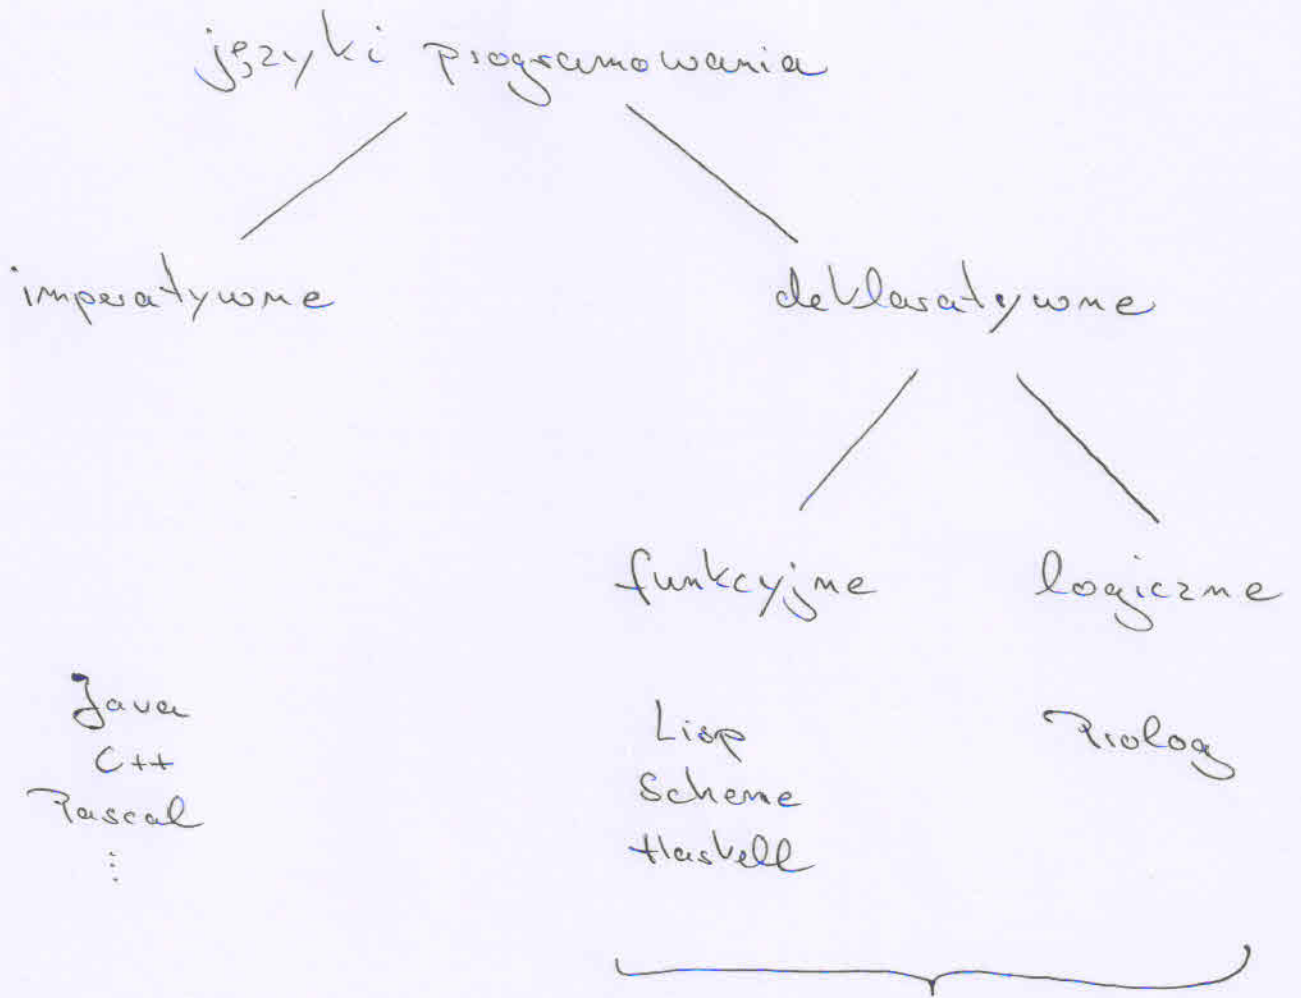 języki programowania
imperatywne deklaratywne
funkcyjne logiczne
Java
C++
Pascal
⋮
Lisp
Scheme
Haskell
Prolog